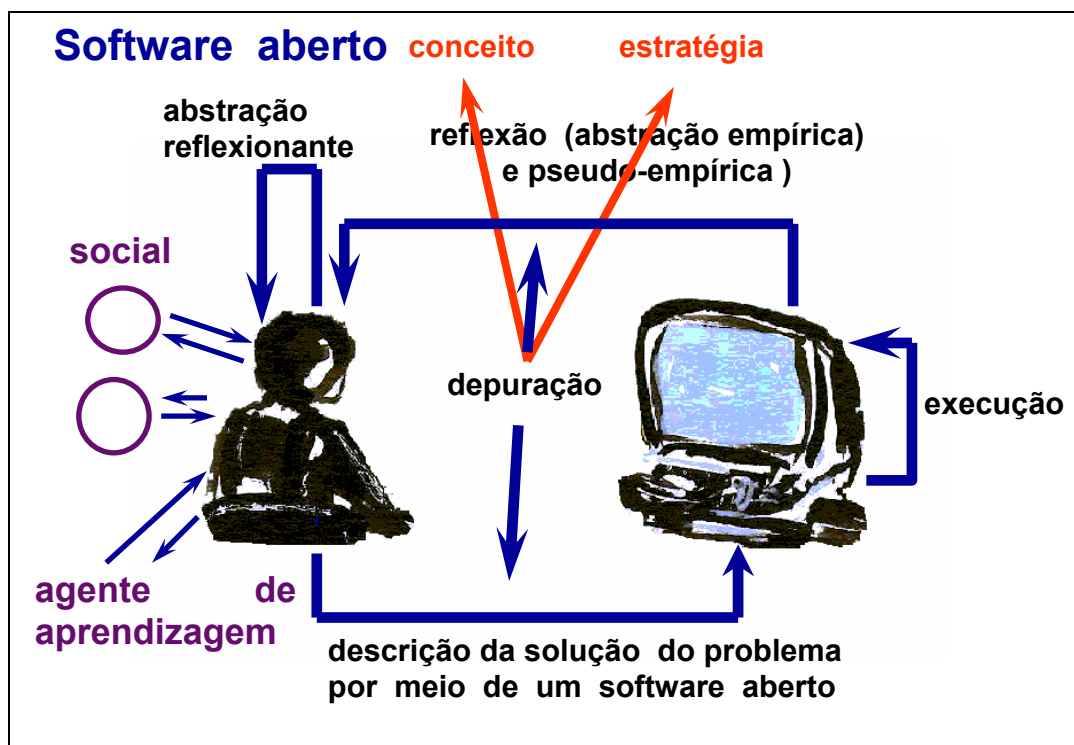 Software aberto
conceito
estratégia
abstração
reflexionante
reflexão (abstração empírica)
e pseudo-empírica )
social
depuração
execução
agente de
aprendizagem
descrição da solução do problema
por meio de um software aberto